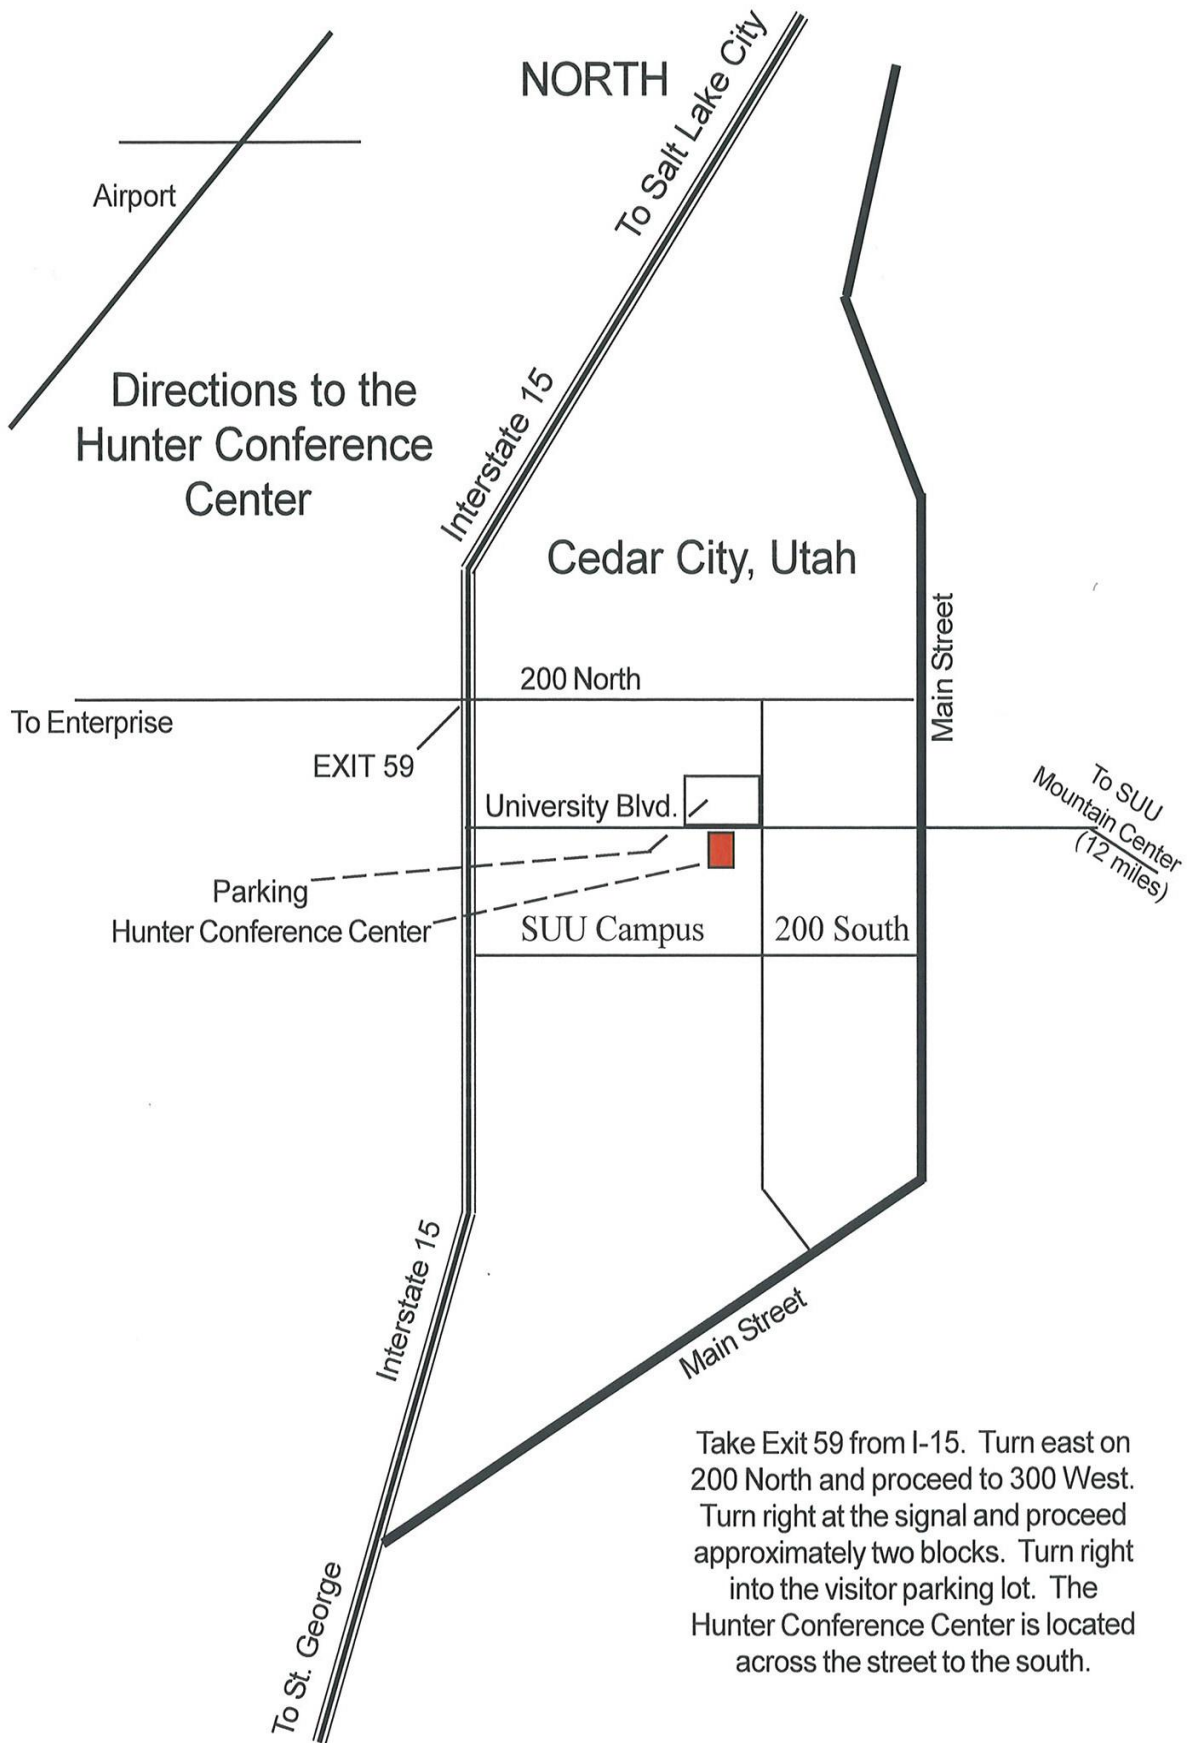 NORTH
To Salt Lake City
Airport
Directions to the
Hunter Conference
Center
Interstate 15
Cedar City, Utah
Main Street
200 North
To Enterprise
EXIT 59
University Blvd.
To SUU
Mountain Center
(12 miles)
Parking
Hunter Conference Center
SUU Campus
200 South
Interstate 15
Main Street
Take Exit 59 from I-15. Turn east on
200 North and proceed to 300 West.
Turn right at the signal and proceed
approximately two blocks. Turn right
into the visitor parking lot. The
Hunter Conference Center is located
across the street to the south.
To St. George